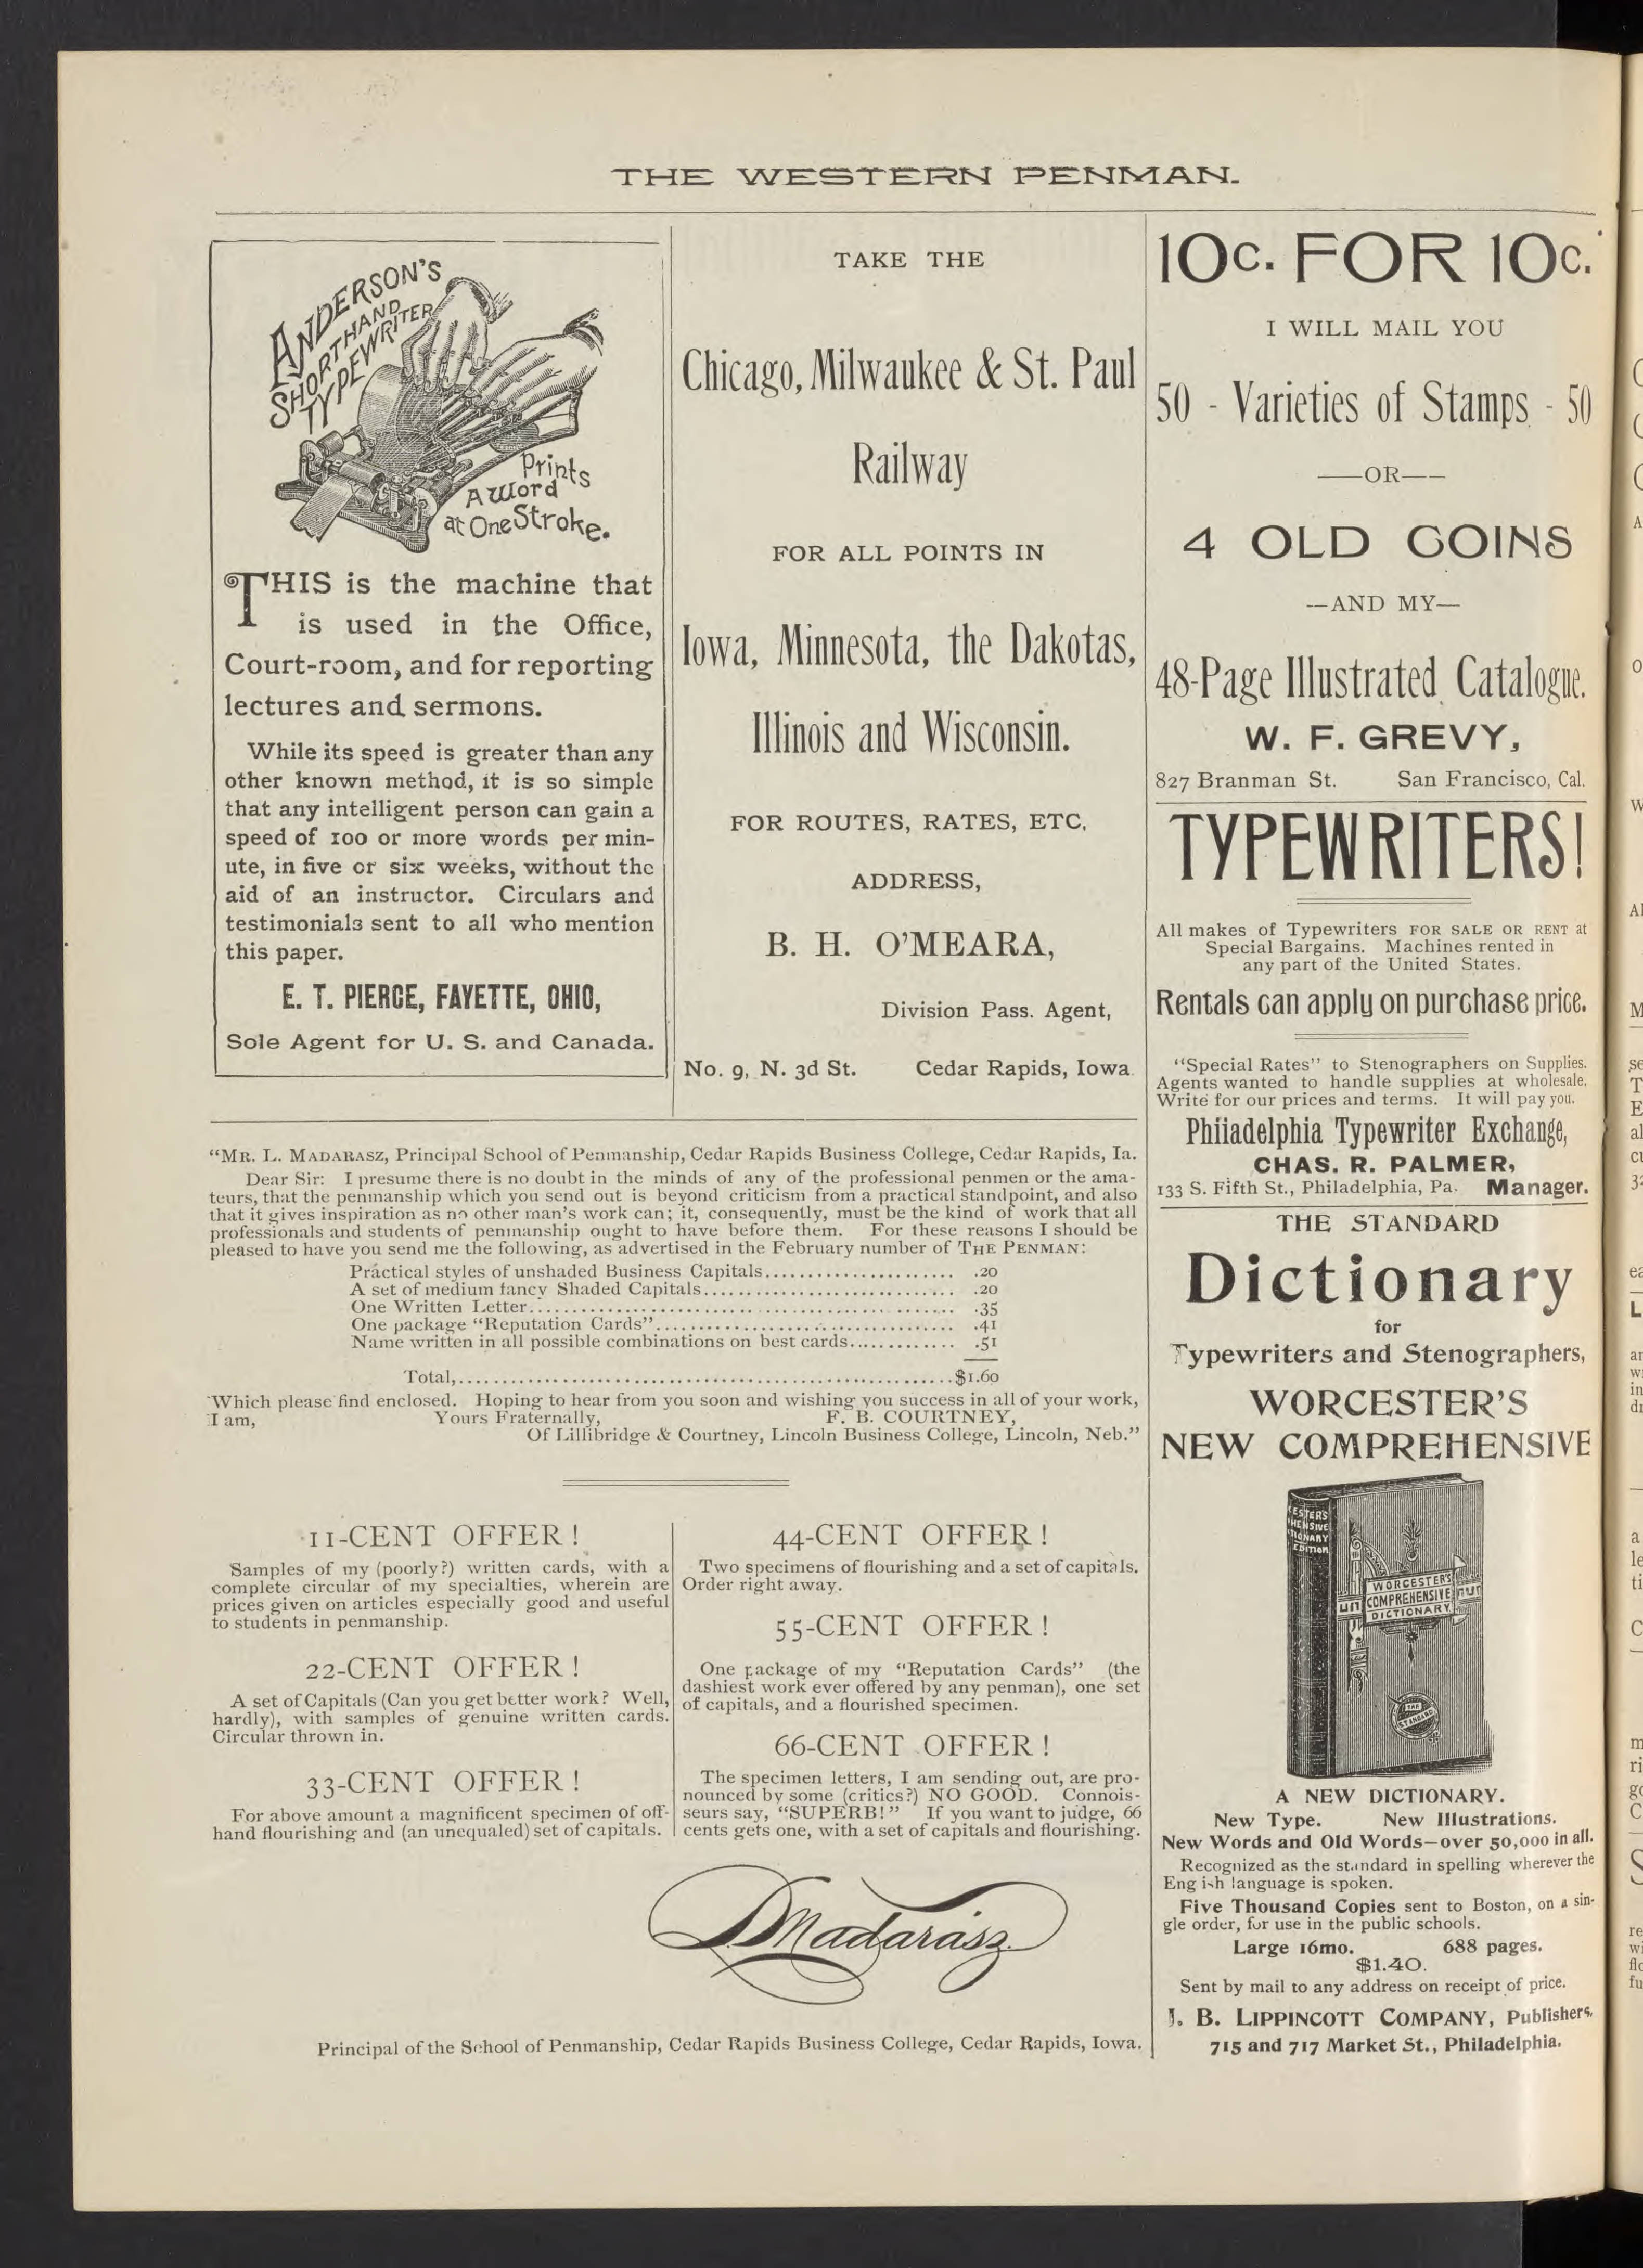 THE WESTERN PENMAN.
ANDERSON'S
SHORTHAND
TYPEWRITER
Prints
A Word
at One Stroke.
THIS is the machine that
is used in the Office,
Court-room, and for reporting
lectures and sermons.
While its speed is greater than any
other known method, it is so simple
that any intelligent person can gain a
speed of 100 or more words per min-
ute, in five or six weeks, without the
aid of an instructor. Circulars and
testimonials sent to all who mention
this paper.
E. T. PIERCE, FAYETTE, OHIO,
Sole Agent for U. S. and Canada.
TAKE THE
Chicago, Milwaukee & St. Paul
Railway
FOR ALL POINTS IN
Iowa, Minnesota, the Dakotas,
Illinois and Wisconsin.
FOR ROUTES, RATES, ETC,
ADDRESS,
B. H. O'MEARA,
Division Pass. Agent,
No. 9, N. 3d St. Cedar Rapids, Iowa.
"MR. L. MADARASZ, Principal School of Penmanship, Cedar Rapids Business College, Cedar Rapids, Ia.
Dear Sir: I presume there is no doubt in the minds of any of the professional penmen or the ama-
teurs, that the penmanship which you send out is beyond criticism from a practical standpoint, and also
that it gives inspiration as no other man's work can; it, consequently, must be the kind of work that all
professionals and students of penmanship ought to have before them. For these reasons I should be
pleased to have you send me the following, as advertised in the February number of THE PENMAN:
Practical styles of unshaded Business Capitals...................... .20
A set of medium fancy Shaded Capitals............................. .20
One Written Letter.................................................. .35
One package "Reputation Cards"................................... .41
Name written in all possible combinations on best cards............. .51
Total,...........................................................$1.60
Which please find enclosed. Hoping to hear from you soon and wishing you success in all of your work,
I am, Yours Fraternally, F. B. COURTNEY,
Of Lillibridge & Courtney, Lincoln Business College, Lincoln, Neb."
11-CENT OFFER!
Samples of my (poorly?) written cards, with a
complete circular of my specialties, wherein are
prices given on articles especially good and useful
to students in penmanship.
22-CENT OFFER!
A set of Capitals (Can you get better work? Well,
hardly), with samples of genuine written cards.
Circular thrown in.
33-CENT OFFER!
For above amount a magnificent specimen of off-
hand flourishing and (an unequaled) set of capitals.
44-CENT OFFER!
Two specimens of flourishing and a set of capitals.
Order right away.
55-CENT OFFER!
One package of my "Reputation Cards" (the
dashiest work ever offered by any penman), one set
of capitals, and a flourished specimen.
66-CENT OFFER!
The specimen letters, I am sending out, are pro-
nounced by some (critics?) NO GOOD. Connois-
seurs say, "SUPERB!" If you want to judge, 66
cents gets one, with a set of capitals and flourishing.
L Madarasz.
Principal of the School of Penmanship, Cedar Rapids Business College, Cedar Rapids, Iowa.
10c. FOR 10c.
I WILL MAIL YOU
50 - Varieties of Stamps - 50
——OR——
4 OLD COINS
—AND MY—
48-Page Illustrated Catalogue.
W. F. GREVY,
827 Branman St. San Francisco, Cal.
TYPEWRITERS!
All makes of Typewriters FOR SALE OR RENT at
Special Bargains. Machines rented in
any part of the United States.
Rentals can apply on purchase price.
"Special Rates" to Stenographers on Supplies.
Agents wanted to handle supplies at wholesale.
Write for our prices and terms. It will pay you.
Philadelphia Typewriter Exchange,
CHAS. R. PALMER,
133 S. Fifth St., Philadelphia, Pa. Manager.
THE STANDARD
Dictionary
for
Typewriters and Stenographers,
WORCESTER'S
NEW COMPREHENSIVE
ESTER'S
HENSIVE
TIONARY
EDITION
WORCESTER'S
COMPREHENSIVE
DICTIONARY
THE
STANDARD
A NEW DICTIONARY.
New Type. New Illustrations.
New Words and Old Words—over 50,000 in all.
Recognized as the standard in spelling wherever the
Eng ish language is spoken.
Five Thousand Copies sent to Boston, on a sin-
gle order, for use in the public schools.
Large 16mo. 688 pages.
$1.40.
Sent by mail to any address on receipt of price.
J. B. LIPPINCOTT COMPANY, Publishers,
715 and 717 Market St., Philadelphia.